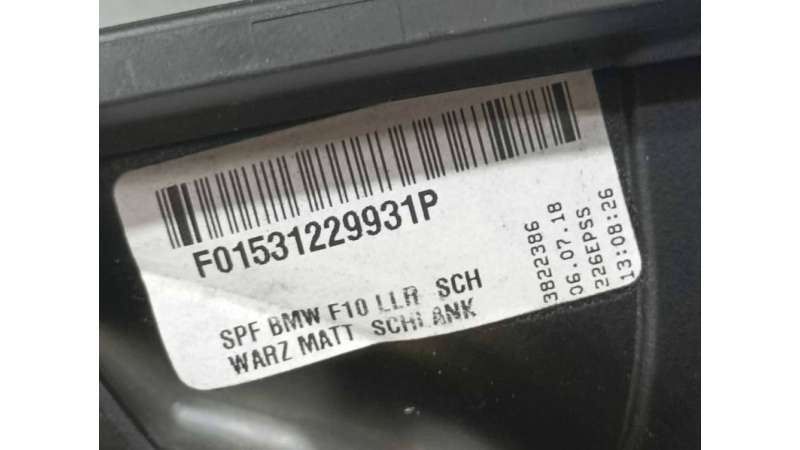 F01531229931P
SPF BMW F10 LLR SCH
WARZ MATT SCHLANK
3822386
06.07.18
226EPSS
13:08:26